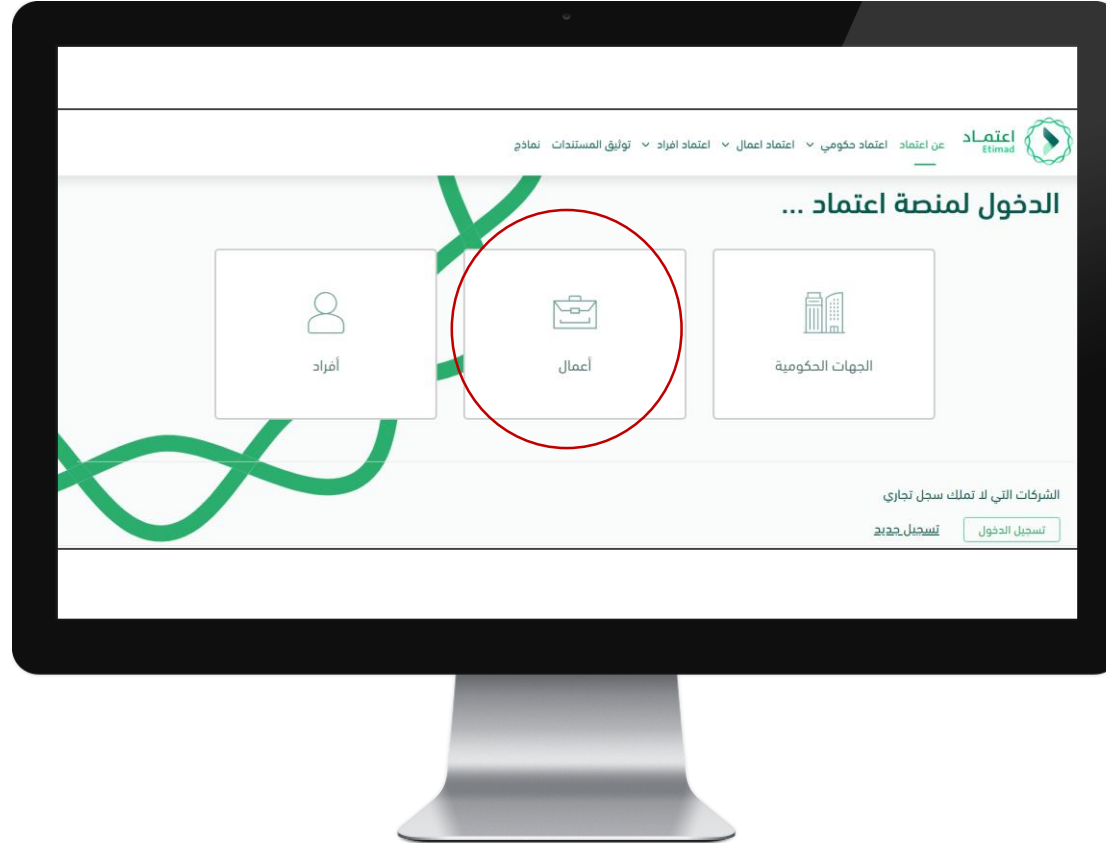 اعتمـاد
Etimad
عن اعتماد اعتماد حكومي اعتماد اعمال اعتماد افراد توثيق المستندات نماذج
الدخول لمنصة اعتماد ...
الجهات الحكومية
أعمال
أفراد
الشركات التي لا تملك سجل تجاري
تسجيل الدخول
تسجيل جديد